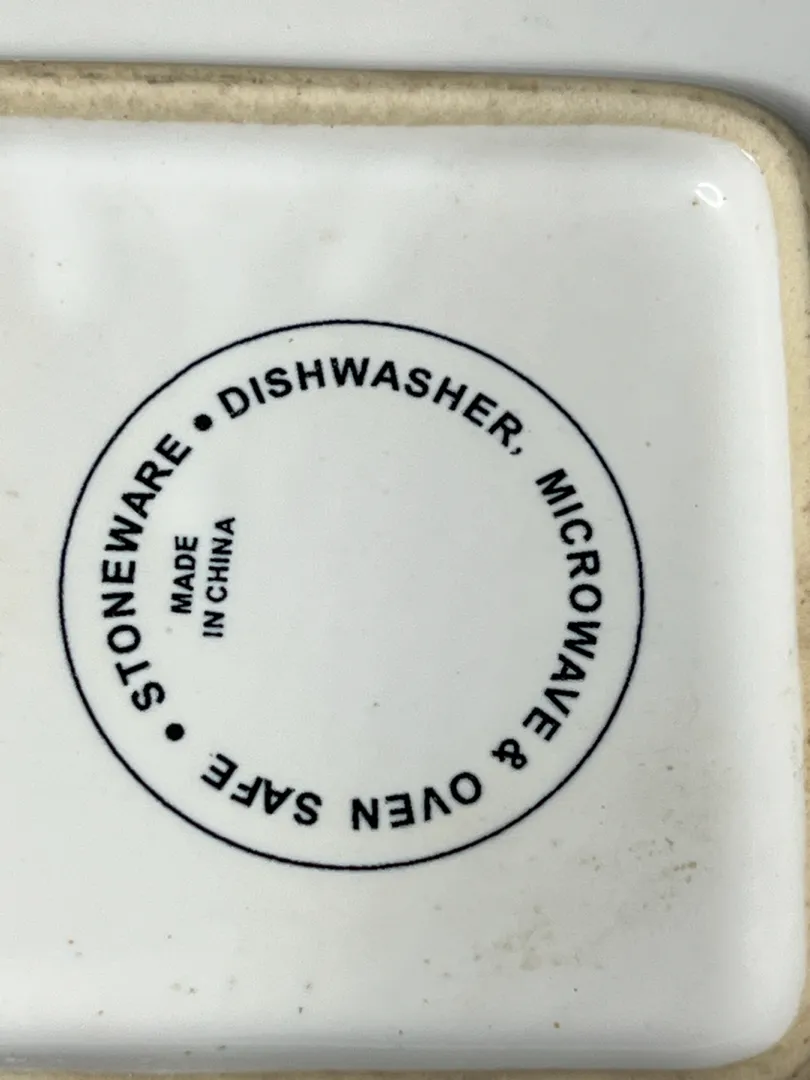 STONEWARE • DISHWASHER, MICROWAVE & OVEN SAFE •
MADE
IN CHINA